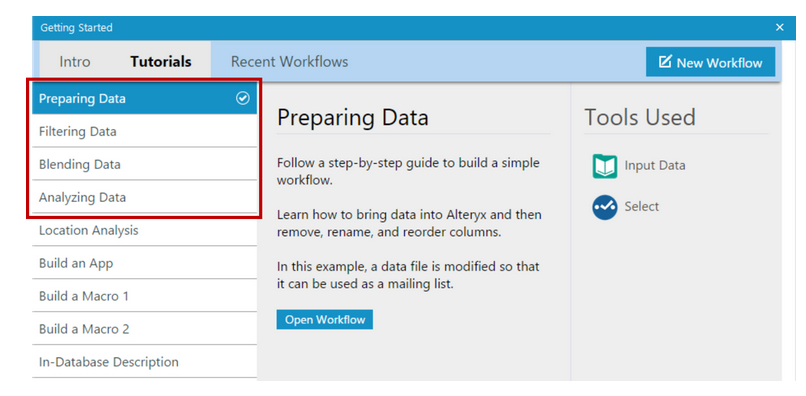 Getting Started
Intro
Tutorials
Recent Workflows
New Workflow
Preparing Data
Filtering Data
Blending Data
Analyzing Data
Location Analysis
Build an App
Build a Macro 1
Build a Macro 2
In-Database Description
Preparing Data
Follow a step-by-step guide to build a simple
workflow.
Learn how to bring data into Alteryx and then
remove, rename, and reorder columns.
In this example, a data file is modified so that
it can be used as a mailing list.
Open Workflow
Tools Used
Input Data
Select